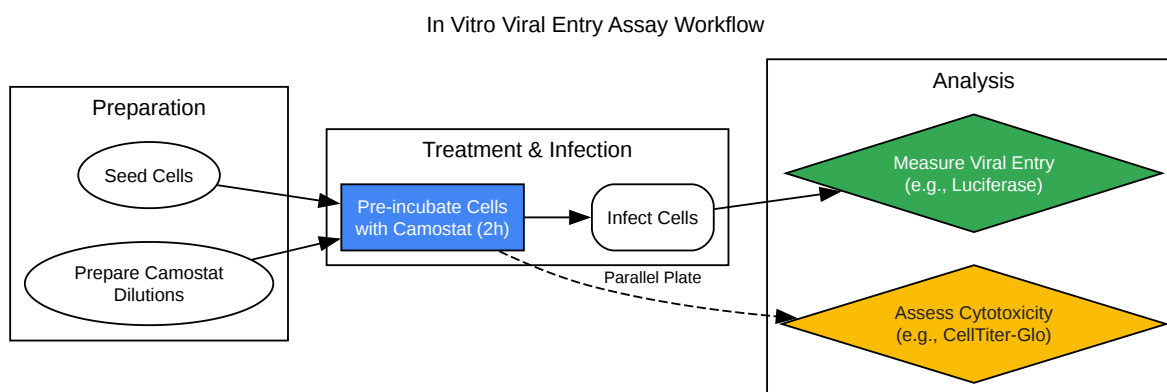 In Vitro Viral Entry Assay Workflow
Preparation
Seed Cells
Prepare Camostat
Dilutions
Treatment & Infection
Pre-incubate Cells
with Camostat (2h)
Infect Cells
Parallel Plate
Analysis
Measure Viral Entry
(e.g., Luciferase)
Assess Cytotoxicity
(e.g., CellTiter-Glo)